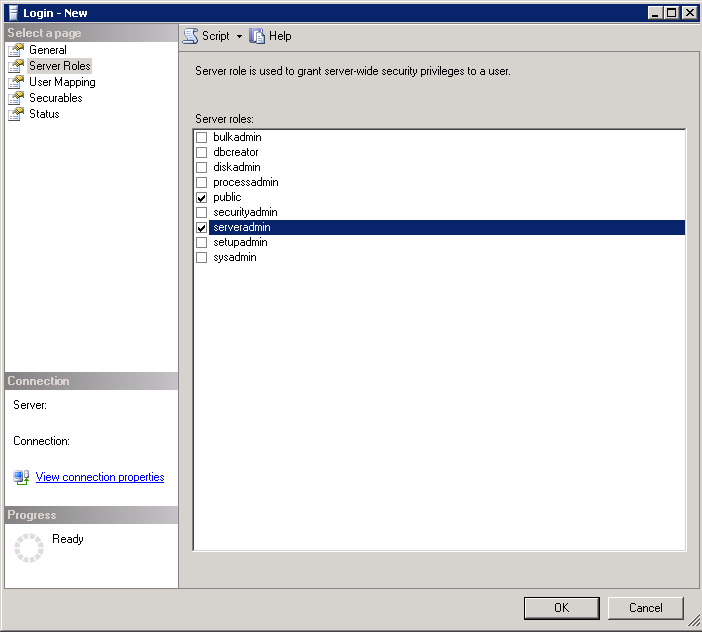 Login - New
Select a page
General
Server Roles
User Mapping
Securables
Status
Script
Help
Server role is used to grant server-wide security privileges to a user.
Server roles:
bulkadmin
dbcreator
diskadmin
processadmin
public
securityadmin
serveradmin
setupadmin
sysadmin
Connection
Server:
Connection:
View connection properties
Progress
Ready
OK
Cancel